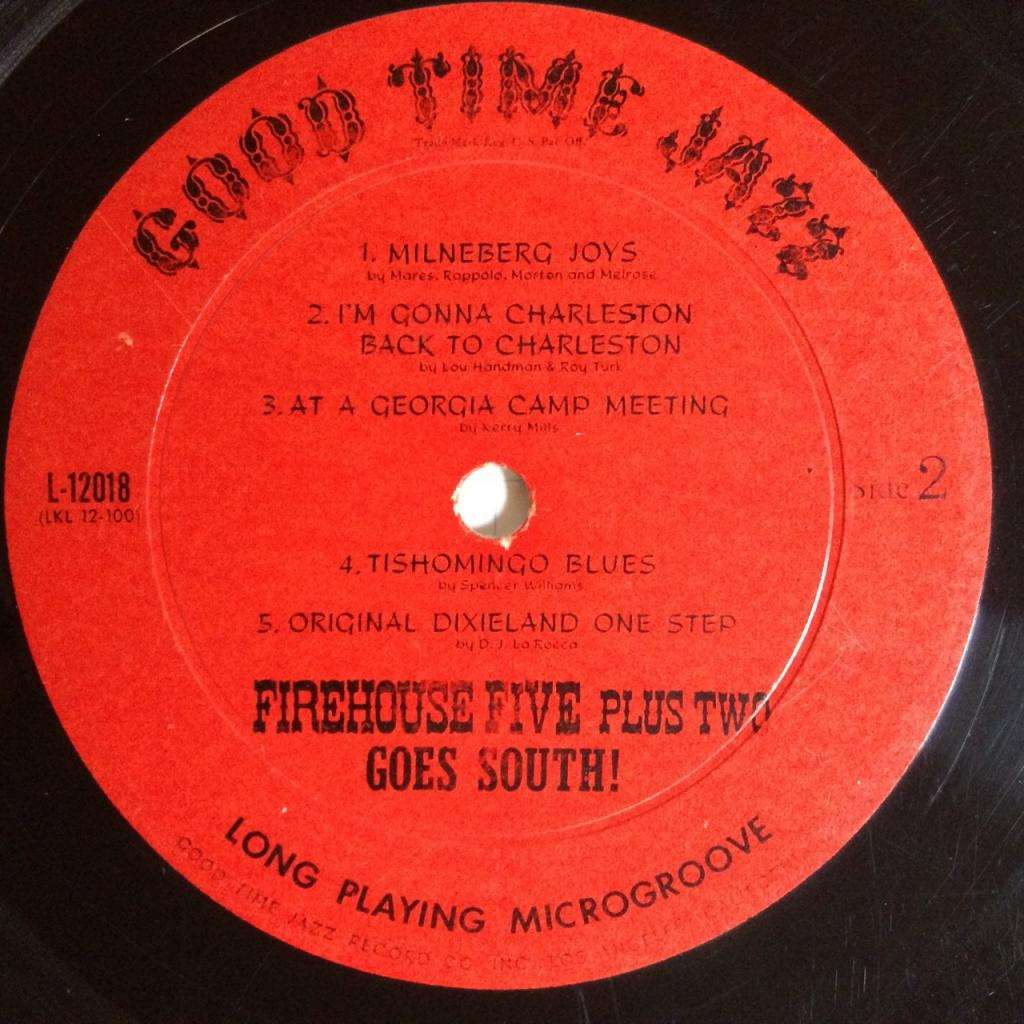 GOOD TIME JAZZ
Trade Mark Reg. U. S. Pat. Off.
1. MILNEBERG JOYS
by Mares, Roppolo, Morton and Melrose
2. I'M GONNA CHARLESTON
BACK TO CHARLESTON
by Lou Handman & Roy Turk
3. AT A GEORGIA CAMP MEETING
by Kerry Mills
L-12018
(LKL 12-100)
Side 2
4. TISHOMINGO BLUES
by Spencer Williams
5. ORIGINAL DIXIELAND ONE STEP
by D. J. La Rocca
FIREHOUSE FIVE PLUS TWO
GOES SOUTH!
LONG PLAYING MICROGROOVE
GOOD TIME JAZZ RECORD CO INC., LOS ANGELES